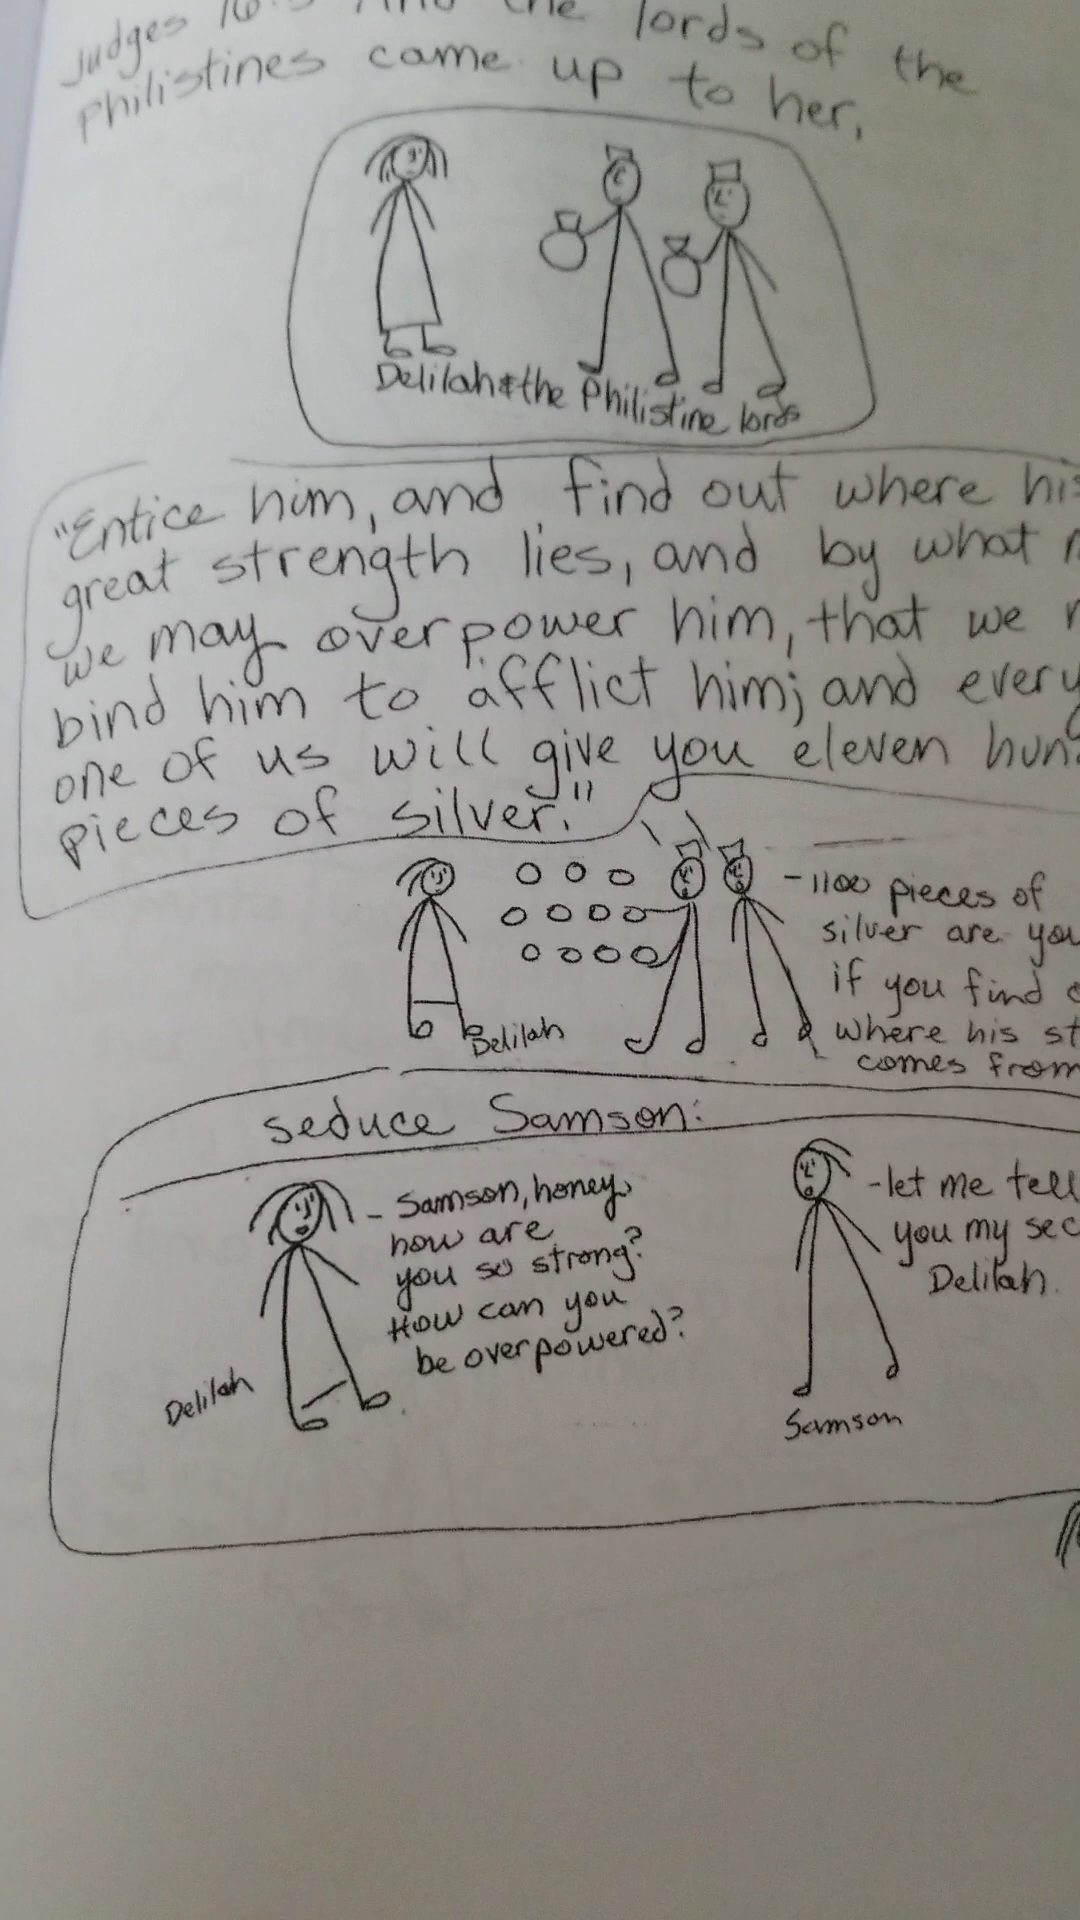 Judges 16:5 And the lords of the
Philistines came up to her,
Delilah & the Philistine lords
"Entice him, and find out where his
great strength lies, and by what
we may overpower him, that we
bind him to afflict him; and every
one of us will give you eleven
pieces of silver."
-1100 pieces of
silver are
if you find
where his
comes from
Delilah
seduce Samson:
- Samson, honey,
how are
you so strong?
How can you
be overpowered?
Delilah
-let me tell
you my
Delilah.
Samson